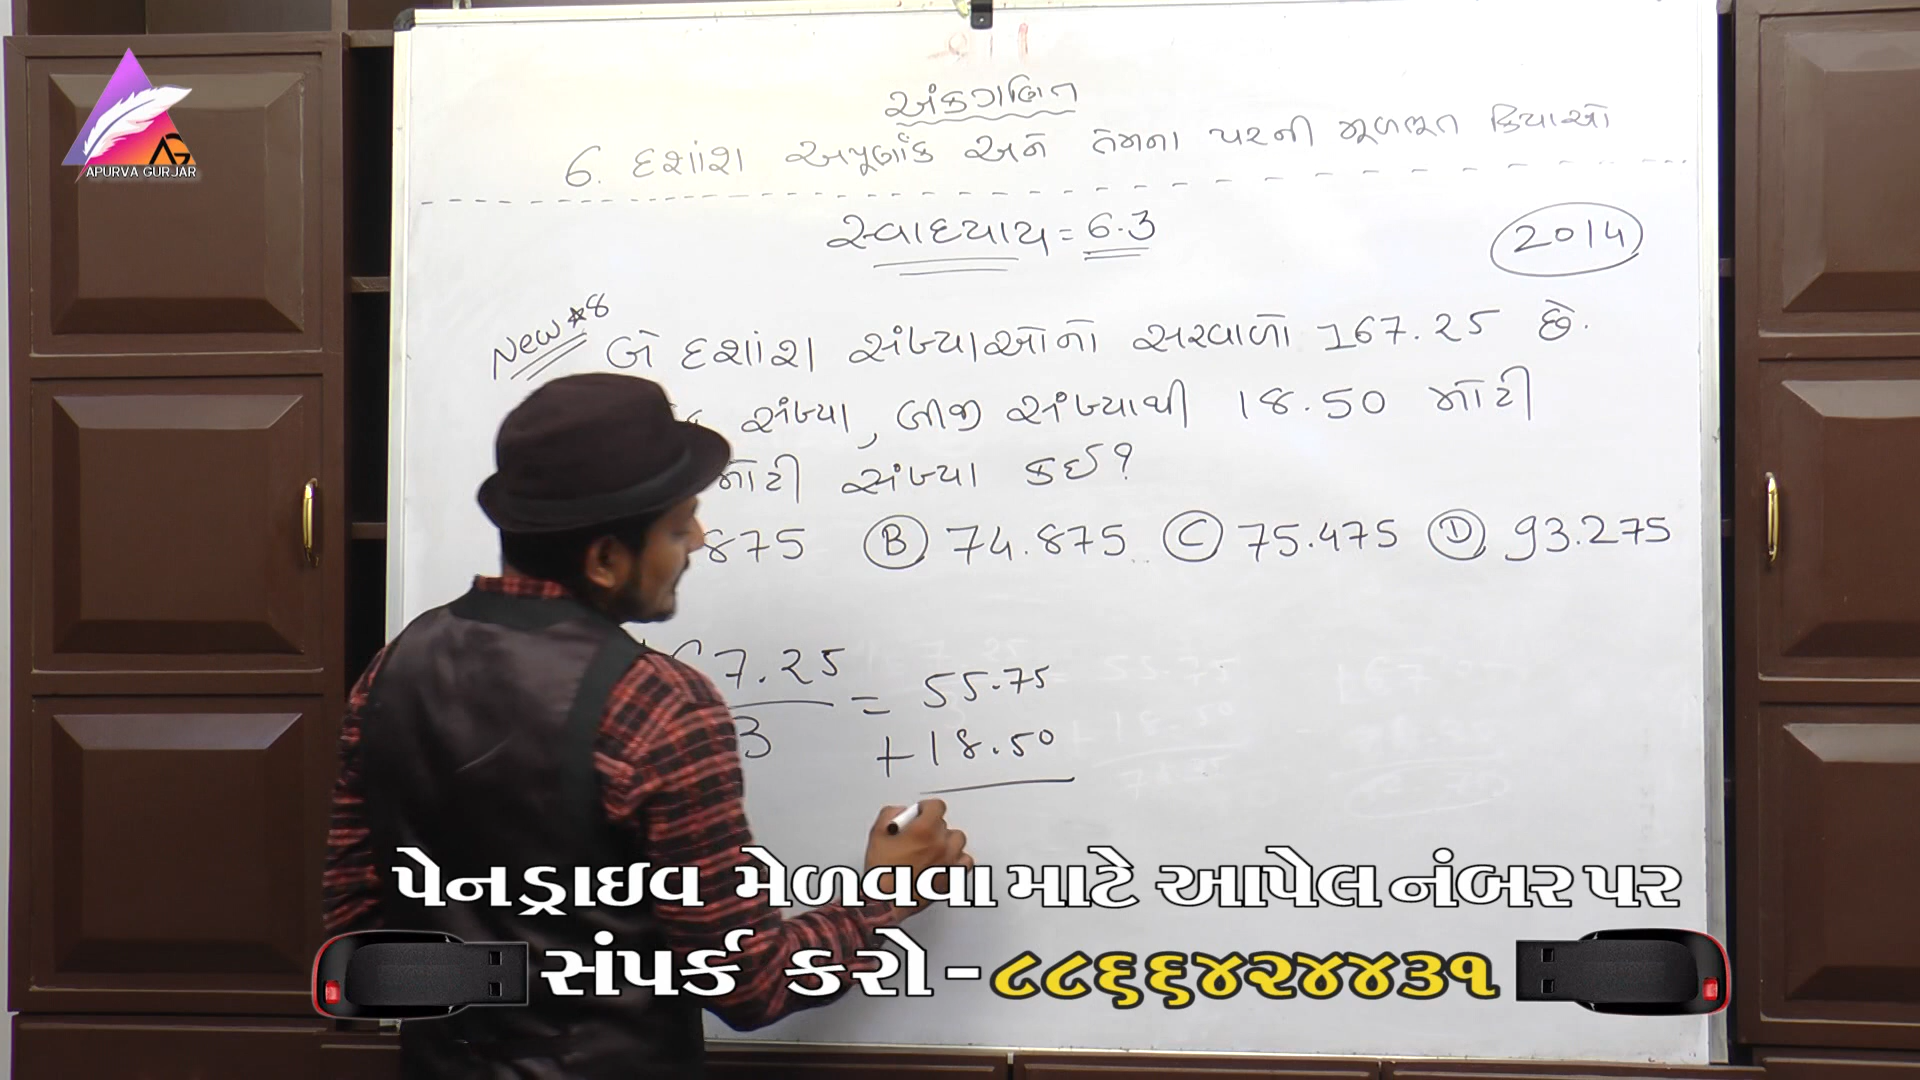 APURVA GURJAR
અંકગણિત
6. દશાંશ અપૂર્ણાંક અને તેમના પરની મૂળભૂત ક્રિયાઓ
સ્વાધ્યાય = 6.3
2014
New *8
બે દશાંશ સંખ્યાઓનો સરવાળો 167.25 છે.
સંખ્યા, બીજી સંખ્યાથી 18.50 મોટી
મોટી સંખ્યા કઈ?
875 B 74.875 C 75.475 D 93.275
67.25
3
= 55.75
+18.50
પેનડ્રાઇવ મેળવવા માટે આપેલ નંબર પર
સંપર્ક કરો - ૮૮૬૬૪૨૪૪૩૧